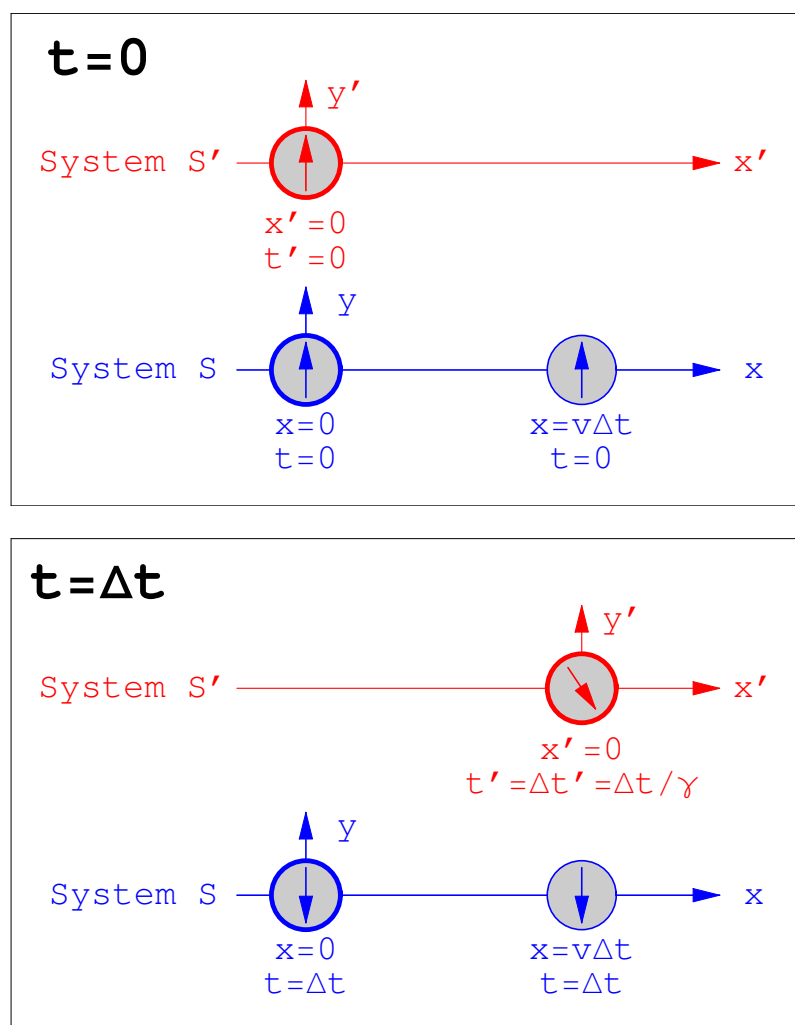 t=0
y′
System S′
x′
x′=0
t′=0
y
System S
x
x=0
x=vΔt
t=0
t=0
t=Δt
y′
System S′
x′
x′=0
t′=Δt′=Δt/γ
y
System S
x
x=0
x=vΔt
t=Δt
t=Δt